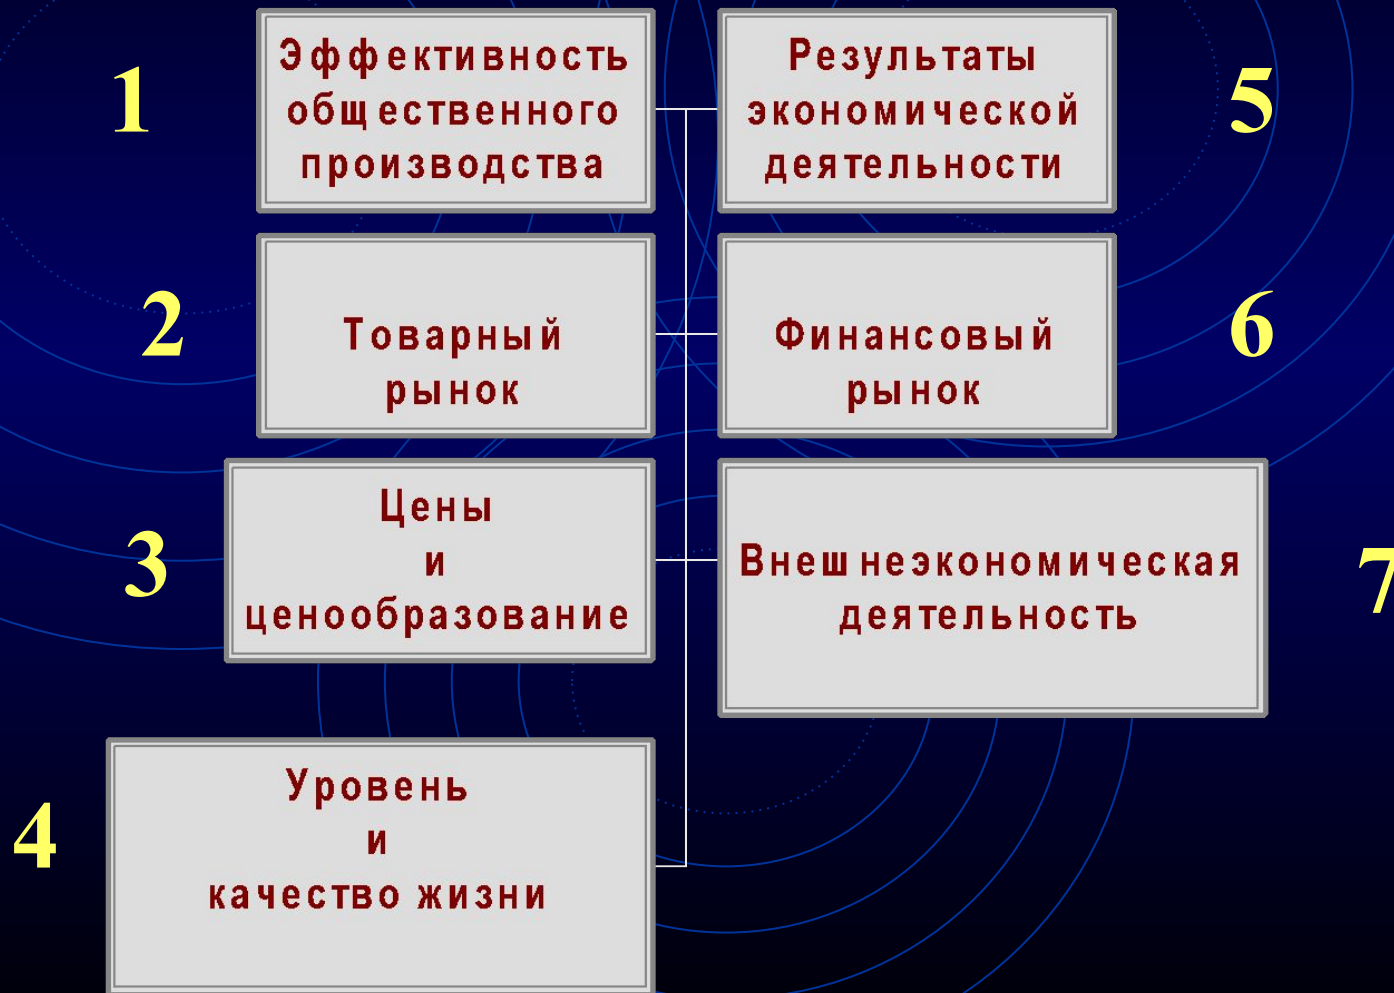 1
Эффективность
общественного
производства
2
Товарный
рынок
3
Цены
и
ценообразование
4
Уровень
и
качество жизни
Результаты
экономической
деятельности
5
Финансовый
рынок
6
Внешнеэкономическая
деятельность
7